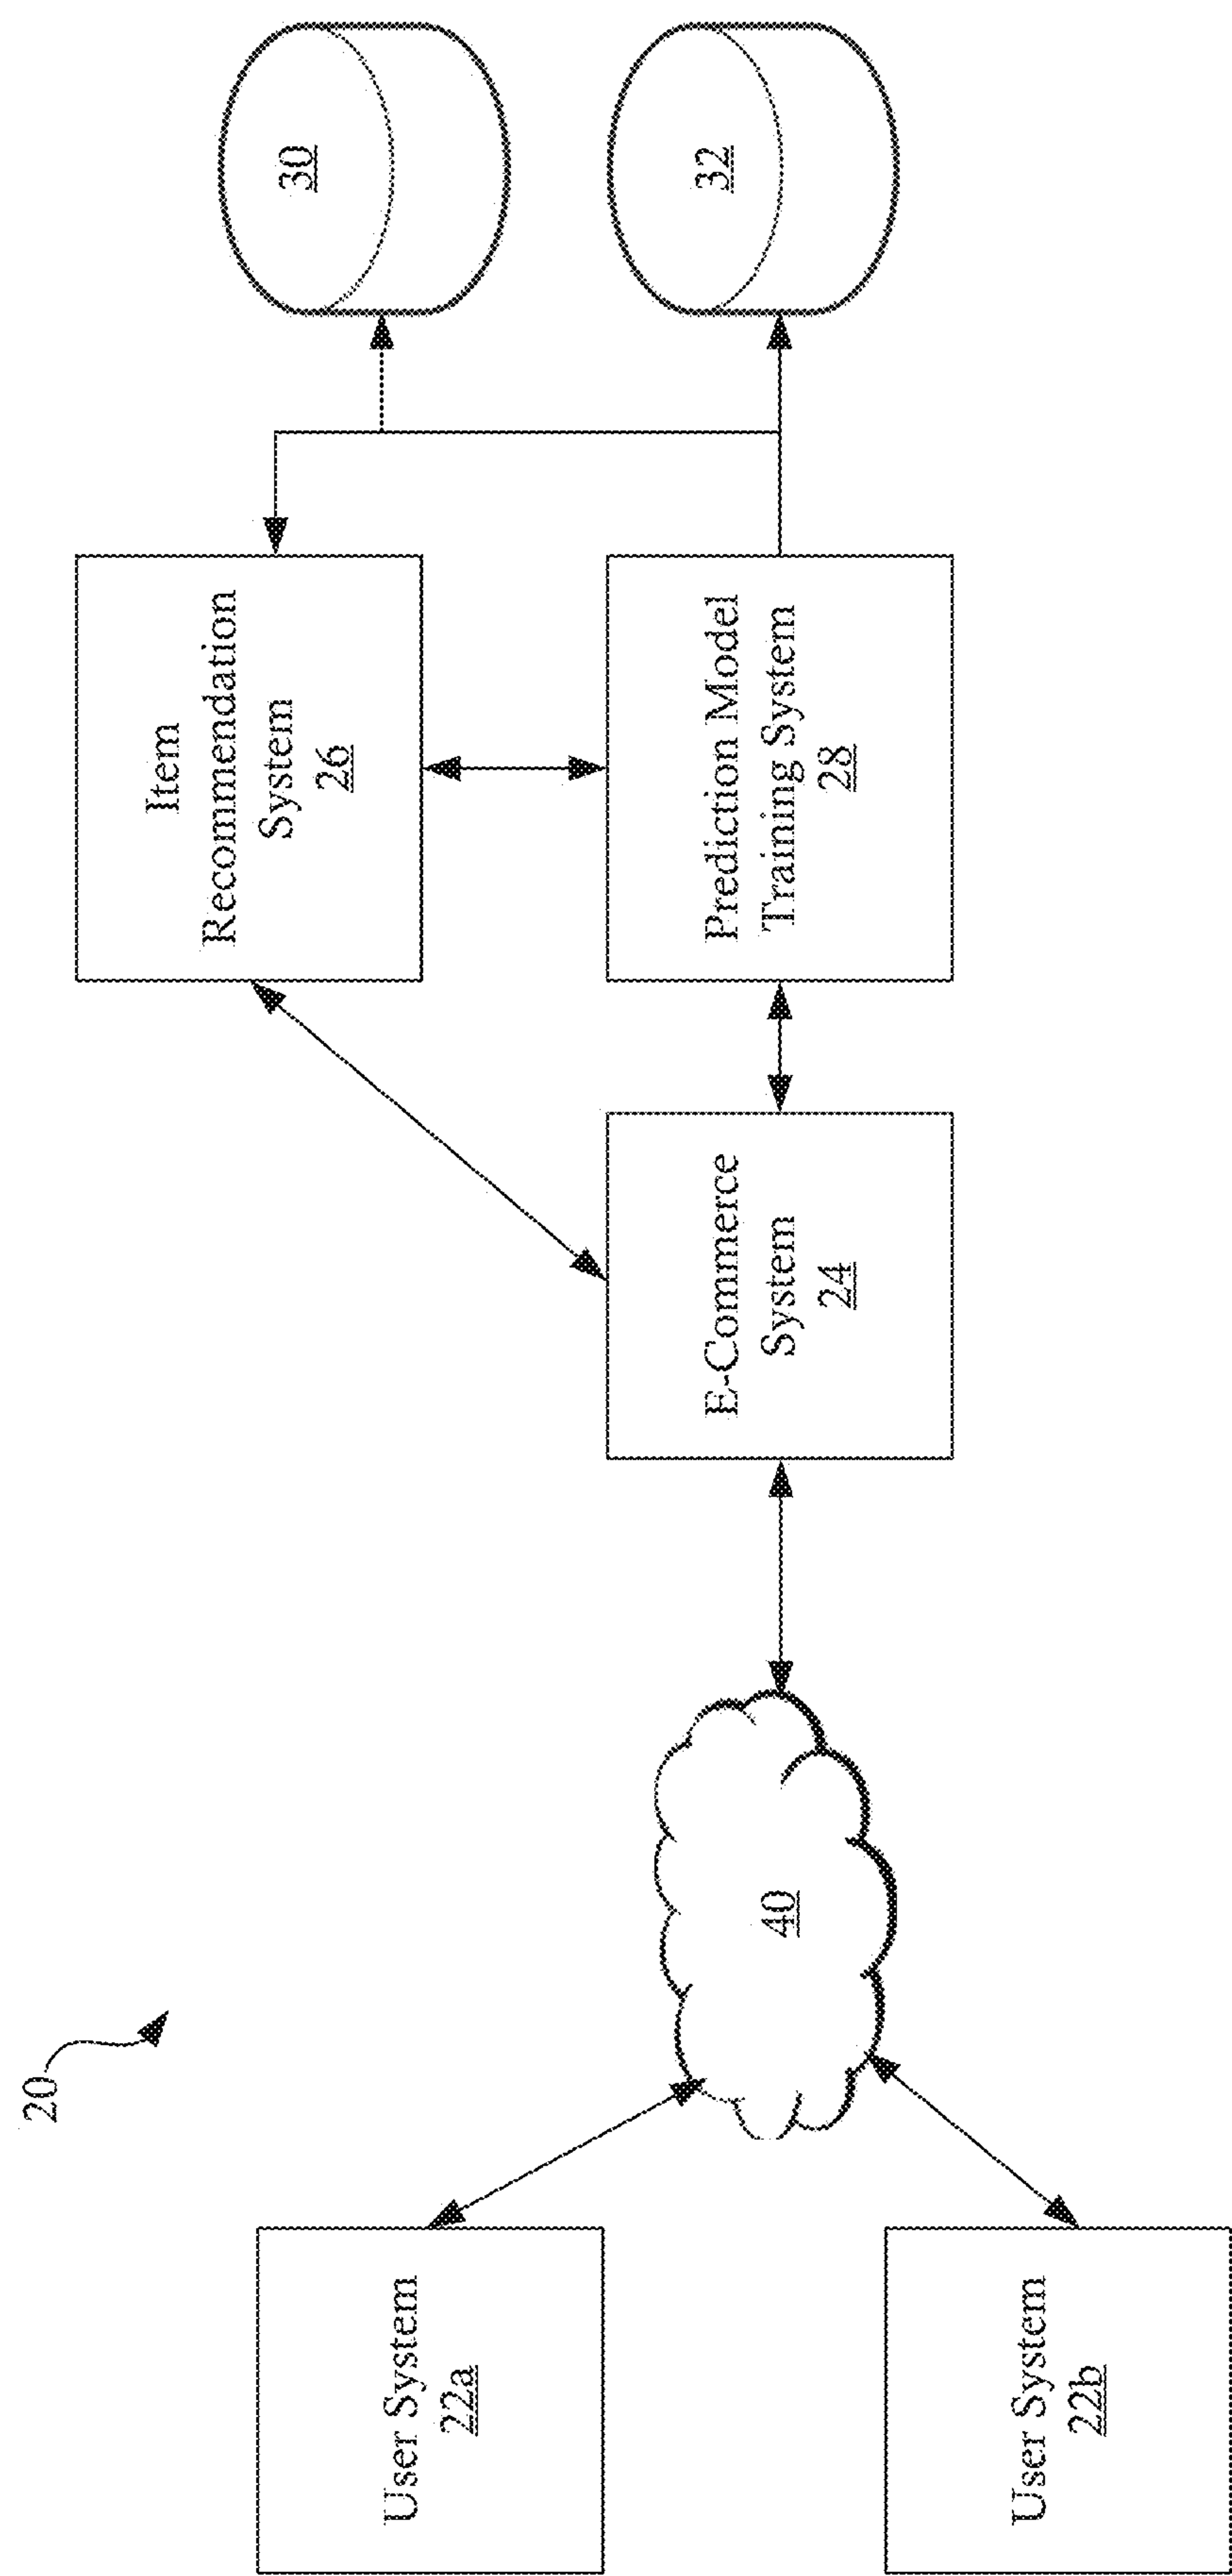 20
User System
22a
User System
22b
40
E-Commerce
System
24
Item
Recommendation
System
26
Prediction Model
Training System
28
30
32